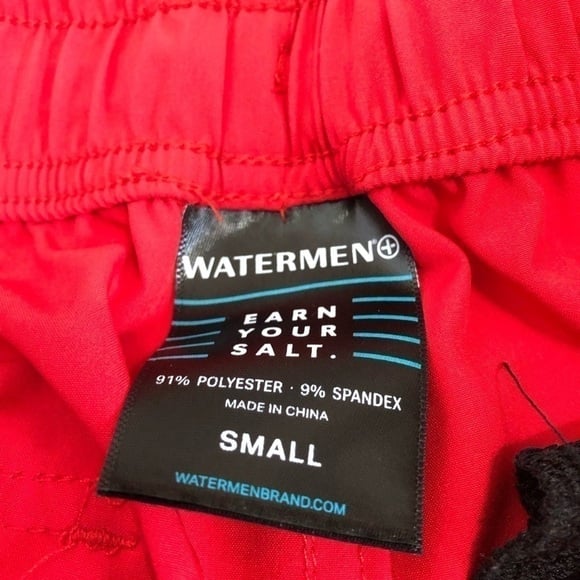 WATERMEN®
EARN
YOUR
SALT.
91% POLYESTER · 9% SPANDEX
MADE IN CHINA
SMALL
WATERMENBRAND.COM